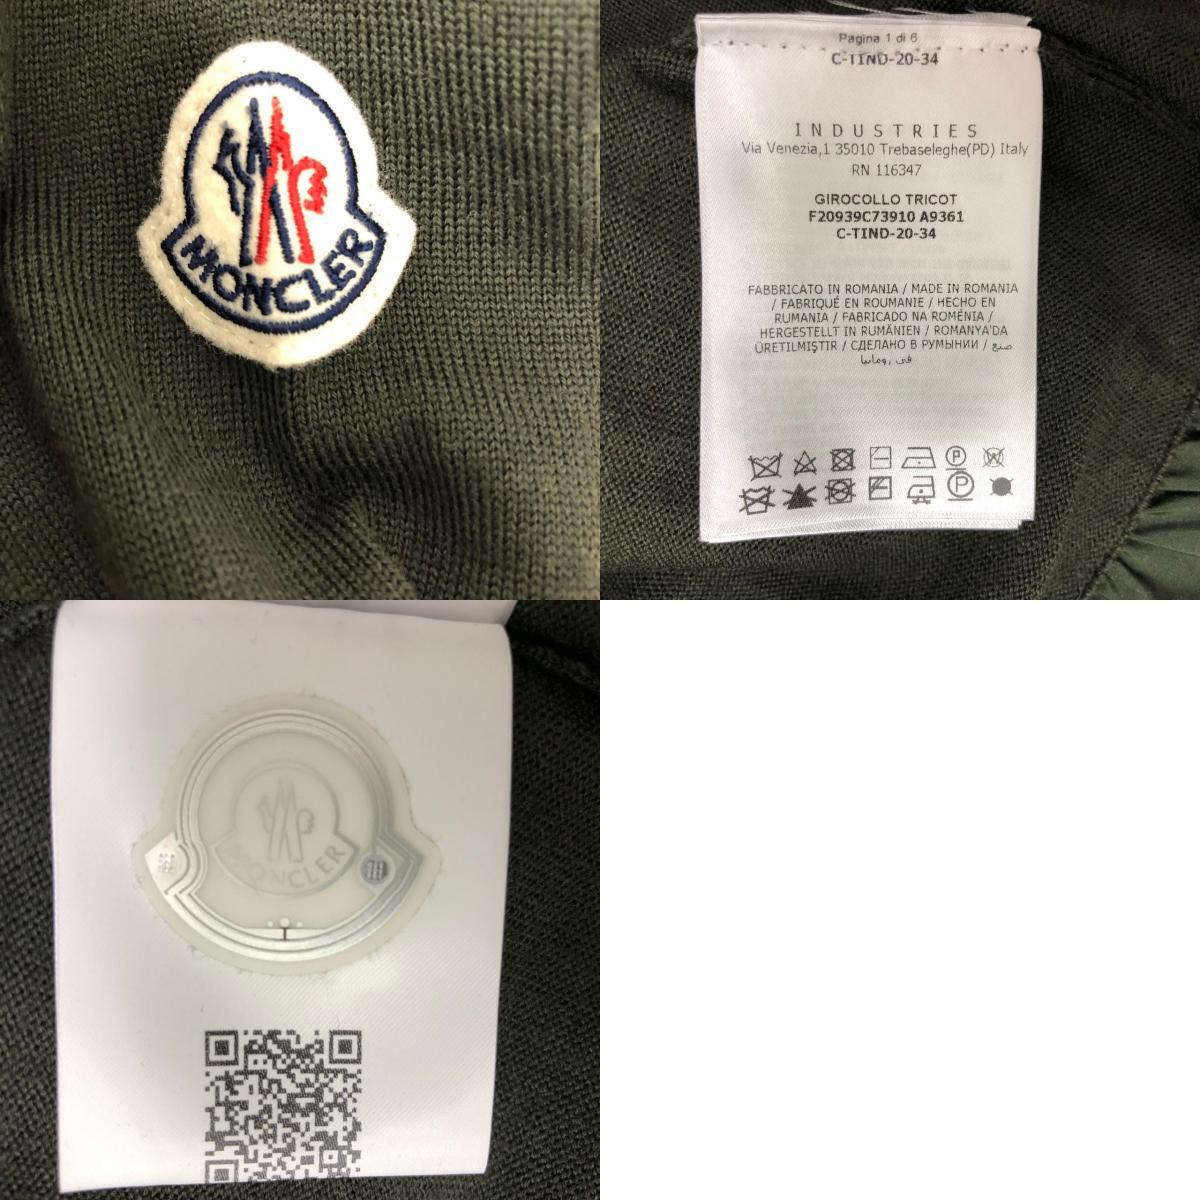 MONCLER
Pagina 1 di 6
C-TIND-20-34
INDUSTRIES
Via Venezia,1 35010 Trebaseleghe(PD) Italy
RN 116347
GIROCOLLO TRICOT
F20939C73910 A9361
C-TIND-20-34
FABBRICATO IN ROMANIA / MADE IN ROMANIA
/ FABRIQUÉ EN ROUMANIE / HECHO EN
RUMANIA / FABRICADO NA ROMÊNIA /
HERGESTELLT IN RUMÄNIEN / ROMANYA'DA
ÜRETILMIŞTIR / СДЕЛАНО В РУМЫНИИ / صنع
في, رومانيا
P W
P
MONCLER